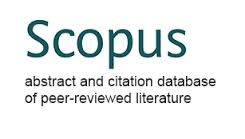 Scopus
abstract and citation database
of peer-reviewed literature